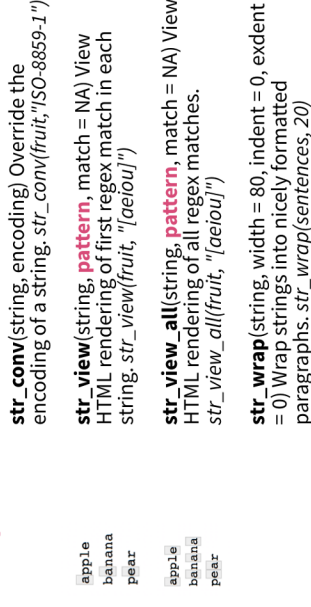 str_conv(string, encoding) Override the
encoding of a string. str_conv(fruit,"ISO-8859-1")
apple
banana
pear
str_view(string, pattern, match = NA) View
HTML rendering of first regex match in each
string. str_view(fruit, "[aeiou]")
apple
banana
pear
str_view_all(string, pattern, match = NA) View
HTML rendering of all regex matches.
str_view_all(fruit, "[aeiou]")
str_wrap(string, width = 80, indent = 0, exdent
= 0) Wrap strings into nicely formatted
paragraphs. str_wrap(sentences, 20)